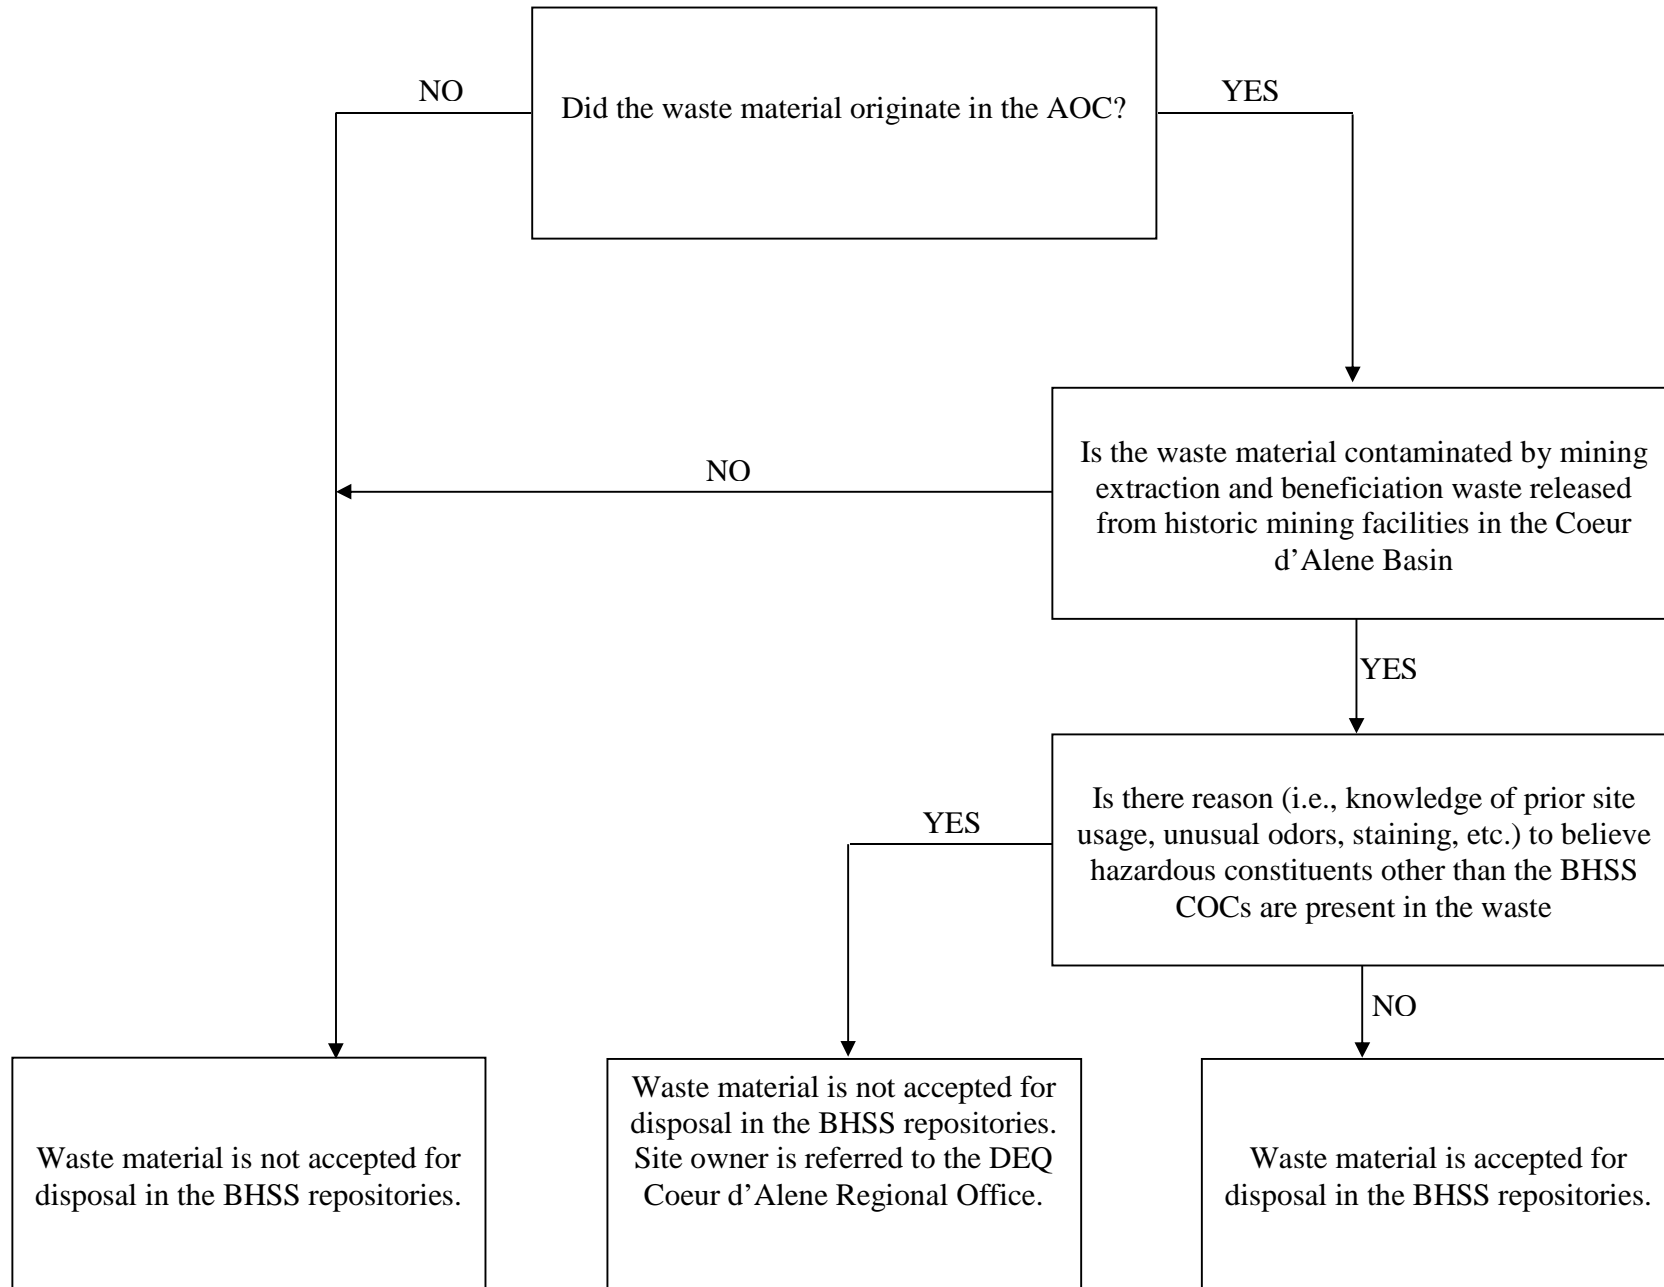 NO
YES
Did the waste material originate in the AOC?
NO
Is the waste material contaminated by mining
extraction and beneficiation waste released
from historic mining facilities in the Coeur
d’Alene Basin
YES
YES
Is there reason (i.e., knowledge of prior site
usage, unusual odors, staining, etc.) to believe
hazardous constituents other than the BHSS
COCs are present in the waste
NO
Waste material is not accepted for
disposal in the BHSS repositories.
Waste material is not accepted for
disposal in the BHSS repositories.
Site owner is referred to the DEQ
Coeur d’Alene Regional Office.
Waste material is accepted for
disposal in the BHSS repositories.